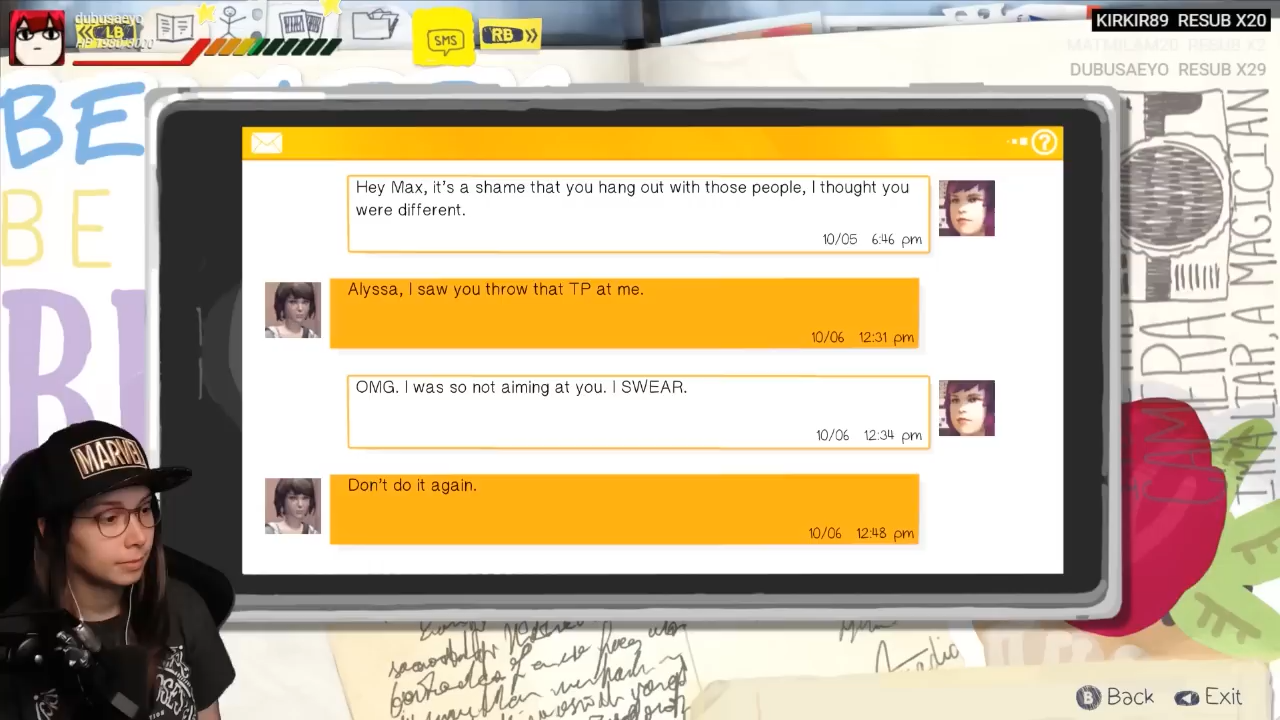 dubusaeyo
LB
SMS
RB
KIRKIR89 RESUB X20
MATMILAM20 RESUB X2
DUBUSAEYO RESUB X29
BE
BE
Hey Max, it's a shame that you hang out with those people, I thought you
were different.
10/05 6:46 pm
Alyssa, I saw you throw that TP at me.
10/06 12:31 pm
OMG. I was so not aiming at you. I SWEAR.
10/06 12:34 pm
Don't do it again.
10/06 12:48 pm
MARVEL
B Back
Exit